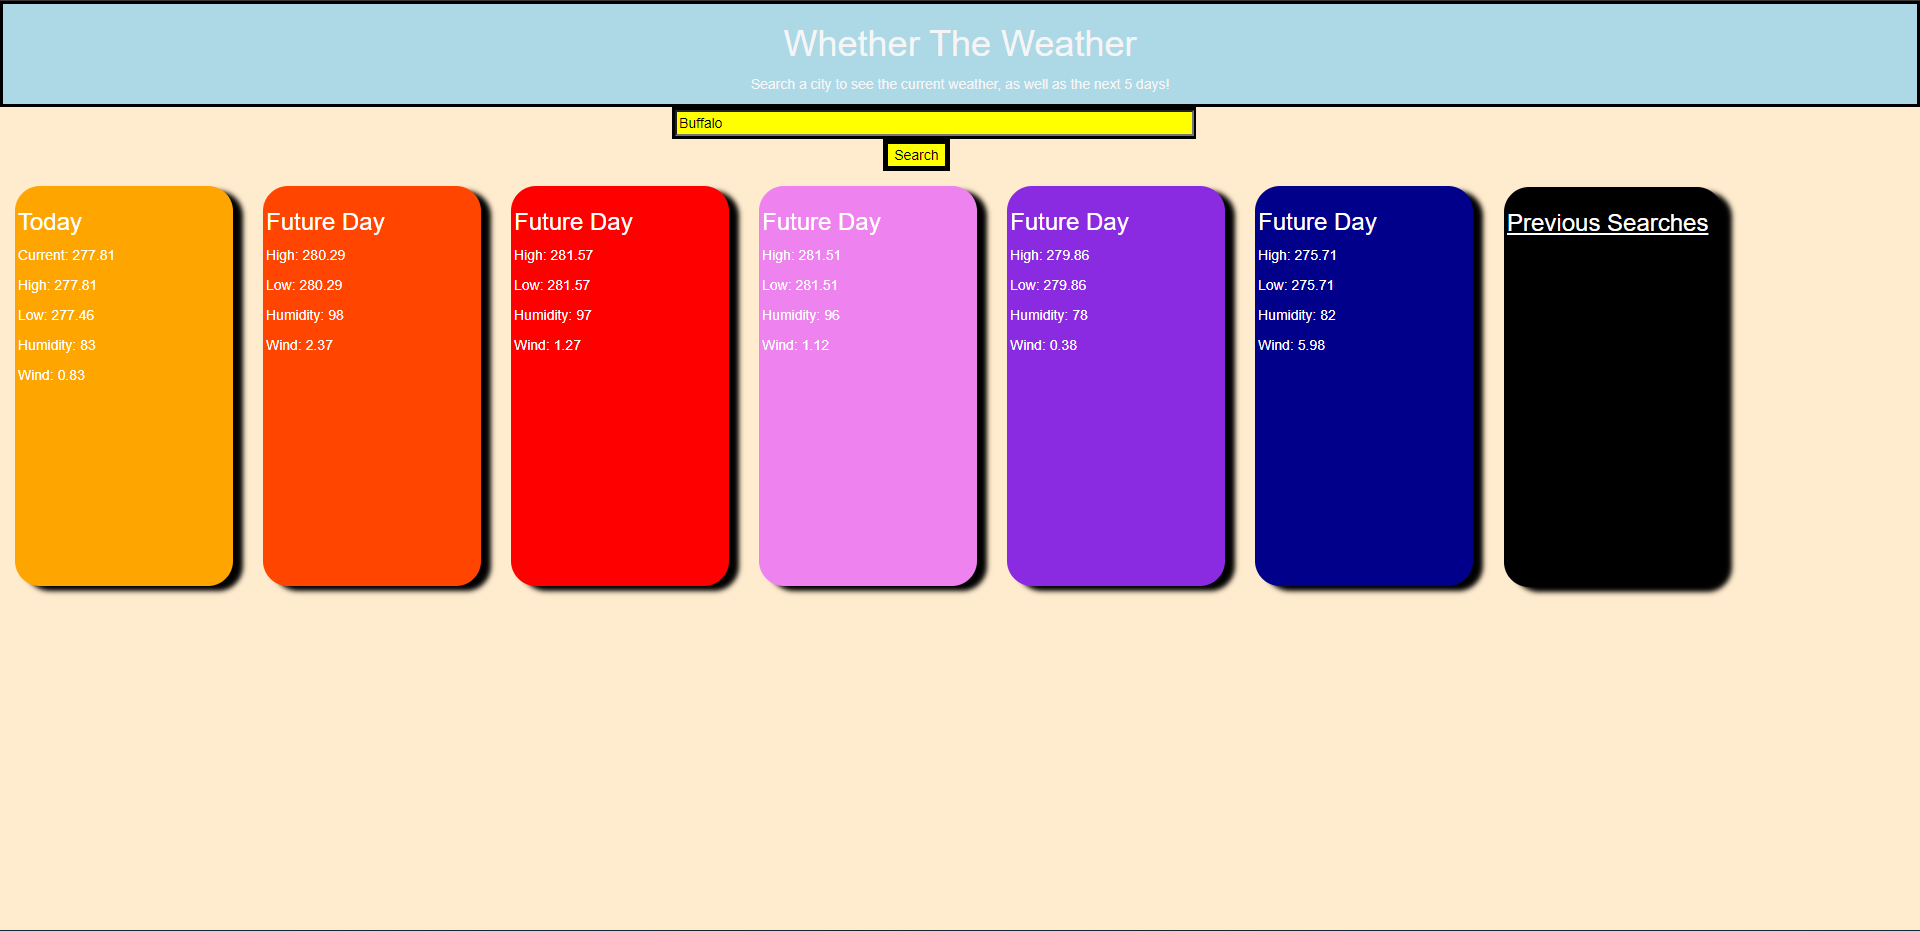 Whether The Weather
Search a city to see the current weather, as well as the next 5 days!
Buffalo
Search
Today
Current: 277.81
High: 277.81
Low: 277.46
Humidity: 83
Wind: 0.83
Future Day
High: 280.29
Low: 280.29
Humidity: 98
Wind: 2.37
Future Day
High: 281.57
Low: 281.57
Humidity: 97
Wind: 1.27
Future Day
High: 281.51
Low: 281.51
Humidity: 96
Wind: 1.12
Future Day
High: 279.86
Low: 279.86
Humidity: 78
Wind: 0.38
Future Day
High: 275.71
Low: 275.71
Humidity: 82
Wind: 5.98
Previous Searches